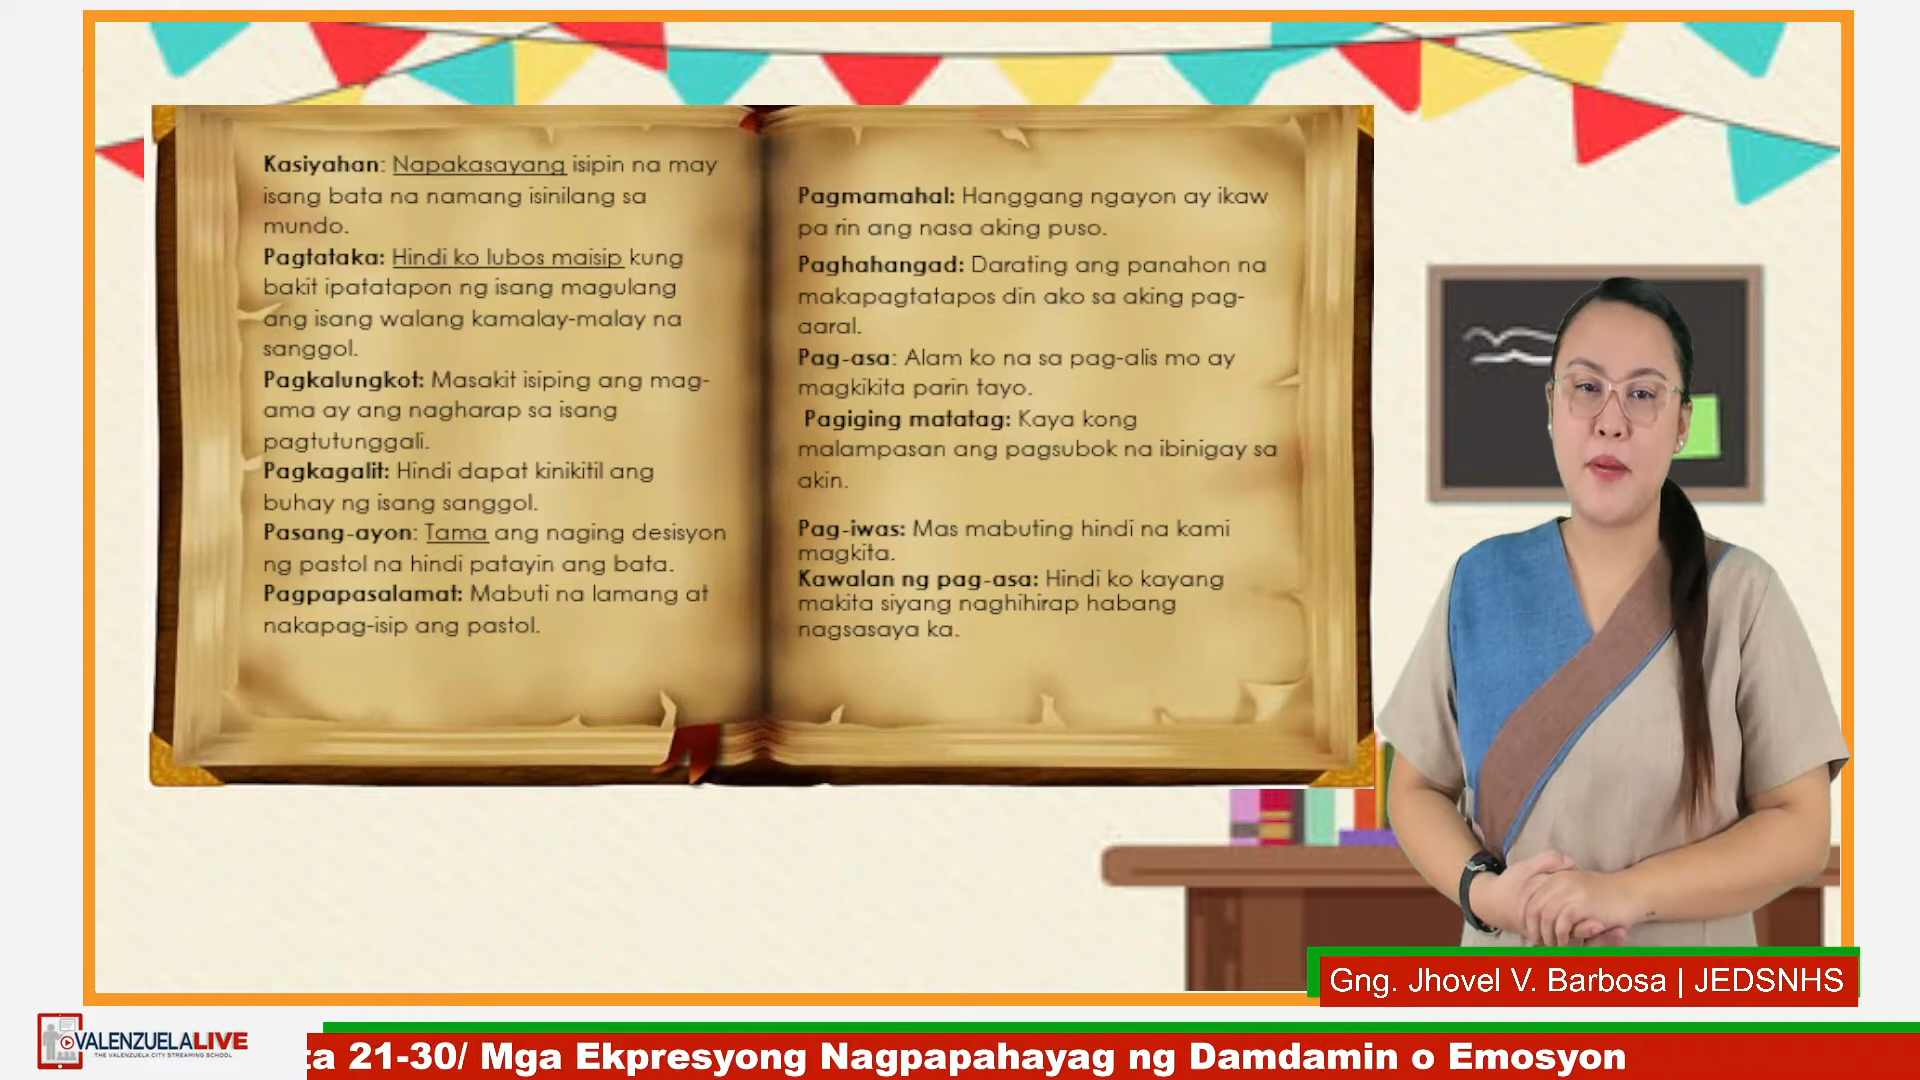 Kasiyahan: Napakasayang isipin na may
isang bata na namang isinilang sa
mundo.
Pagtataka: Hindi ko lubos maisip kung
bakit ipatatapon ng isang magulang
ang isang walang kamalay-malay na
sanggol.
Pagkalungkot: Masakit isiping ang mag-
ama ay ang nagharap sa isang
pagtutunggali.
Pagkagalit: Hindi dapat kinikitil ang
buhay ng isang sanggol.
Pasang-ayon: Tama ang naging desisyon
ng pastol na hindi patayin ang bata.
Pagpapasalamat: Mabuti na lamang at
nakapag-isip ang pastol.
Pagmamahal: Hanggang ngayon ay ikaw
pa rin ang nasa aking puso.
Paghahangad: Darating ang panahon na
makapagtatapos din ako sa aking pag-
aaral.
Pag-asa: Alam ko na sa pag-alis mo ay
magkikita parin tayo.
Pagiging matatag: Kaya kong
malampasan ang pagsubok na ibinigay sa
akin.
Pag-iwas: Mas mabuting hindi na kami
magkita.
Kawalan ng pag-asa: Hindi ko kayang
makita siyang naghihirap habang
nagsasaya ka.
Gng. Jhovel V. Barbosa | JEDSNHS
VALENZUELALIVE
THE VALENZUELA CITY STREAMING SCHOOL
ta 21-30/ Mga Ekpresyong Nagpapahayag ng Damdamin o Emosyon